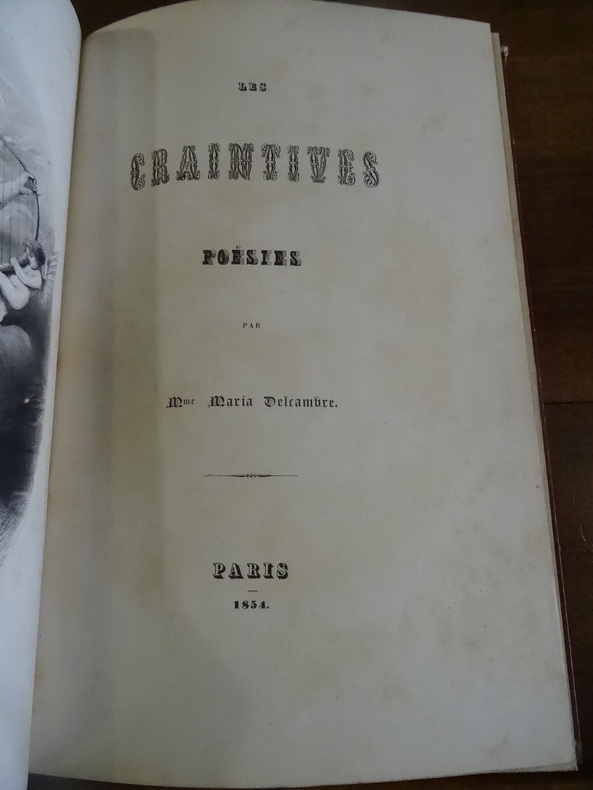 LES
CRAINTIVES
POÉSIES
PAR
Mme Maria Delcambre.
PARIS
1854.